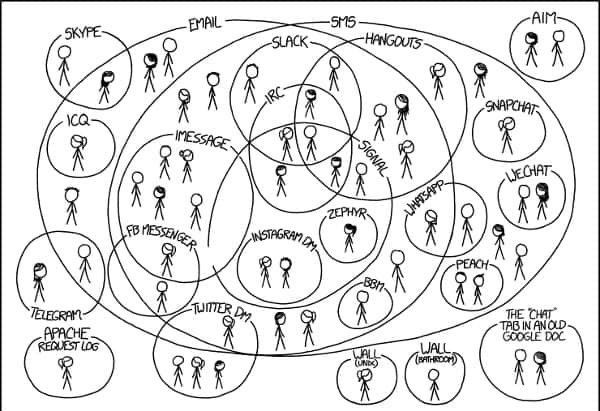 SKYPE
EMAIL
SMS
AIM
SLACK
HANGOUTS
IRC
SNAPCHAT
ICQ
IMESSAGE
SIGNAL
WECHAT
WHATSAPP
ZEPHYR
FB MESSENGER
INSTAGRAM DM
PEACH
BBM
TELEGRAM
TWITTER DM
THE "CHAT"
TAB IN AN OLD
GOOGLE DOC
APACHE
REQUEST LOG
WALL
(UNIX)
WALL
(BATHROOM)